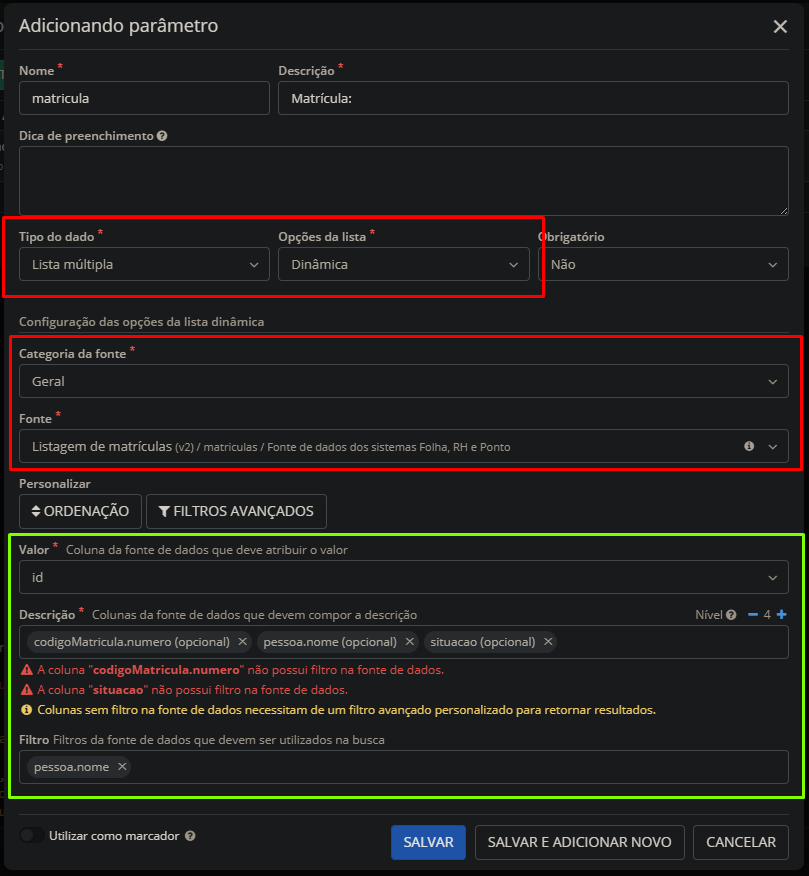 Adicionando parâmetro
Nome * Descrição *
matricula Matrícula:
Dica de preenchimento
Tipo do dado * Opções da lista * Obrigatório
Lista múltipla Dinâmica Não
Configuração das opções da lista dinâmica
Categoria da fonte *
Geral
Fonte *
Listagem de matrículas (v2) / matriculas / Fonte de dados dos sistemas Folha, RH e Ponto
Personalizar
ORDENAÇÃO FILTROS AVANÇADOS
Valor * Coluna da fonte de dados que deve atribuir o valor
id
Descrição * Colunas da fonte de dados que devem compor a descrição Nível 4
codigoMatricula.numero (opcional) pessoa.nome (opcional) situacao (opcional)
A coluna "codigoMatricula.numero" não possui filtro na fonte de dados.
A coluna "situacao" não possui filtro na fonte de dados.
Colunas sem filtro na fonte de dados necessitam de um filtro avançado personalizado para retornar resultados.
Filtro Filtros da fonte de dados que devem ser utilizados na busca
pessoa.nome
Utilizar como marcador SALVAR SALVAR E ADICIONAR NOVO CANCELAR